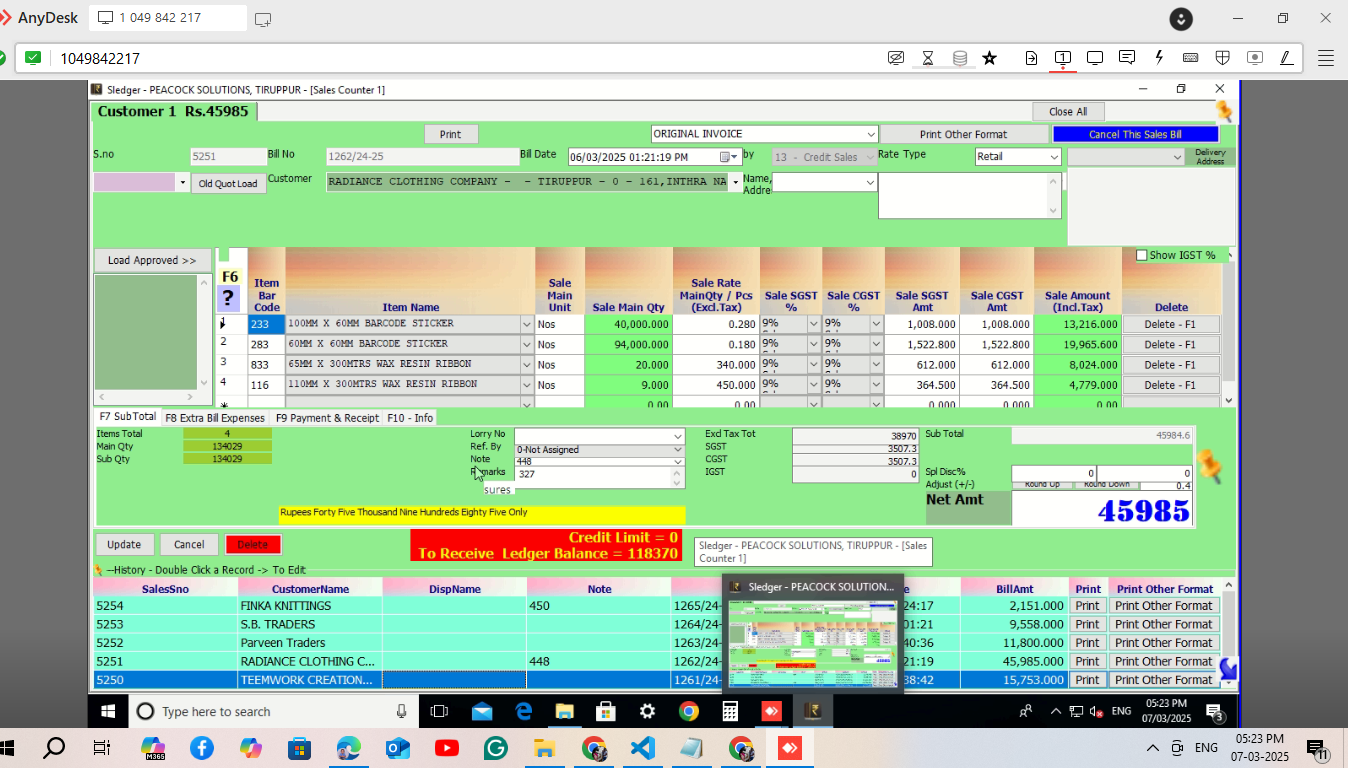 AnyDesk 1 049 842 217
1049842217
Sledger - PEACOCK SOLUTIONS, TIRUPPUR - [Sales Counter 1]
Customer 1 Rs.45985
Close All
Print
ORIGINAL INVOICE
Print Other Format
Cancel This Sales Bill
S.no
5251
Bill No
1262/24-25
Bill Date
06/03/2025 01:21:19 PM
by
13 - Credit Sales
Rate Type
Retail
Delivery
Address
Old Quot Load
Customer
RADIANCE CLOTHING COMPANY - - TIRUPPUR - 0 - 161,INTHRA NA
Name,
Addre
Load Approved >>
Show IGST %
F6
?
Item Bar Code
Item Name
Sale Main Unit
Sale Main Qty
Sale Rate MainQty / Pcs (Excl.Tax)
Sale SGST %
Sale CGST %
Sale SGST Amt
Sale CGST Amt
Sale Amount (Incl.Tax)
Delete
1 233 100MM X 60MM BARCODE STICKER Nos 40,000.000 0.280 9% 9% 1,008.000 1,008.000 13,216.000 Delete - F1
2 283 60MM X 60MM BARCODE STICKER Nos 94,000.000 0.180 9% 9% 1,522.800 1,522.800 19,965.600 Delete - F1
3 833 65MM X 300MTRS WAX RESIN RIBBON Nos 20.000 340.000 9% 9% 612.000 612.000 8,024.000 Delete - F1
4 116 110MM X 300MTRS WAX RESIN RIBBON Nos 9.000 450.000 9% 9% 364.500 364.500 4,779.000 Delete - F1
* 0.00 0.000 0.000 0.000 0.00
F7 SubTotal F8 Extra Bill Expenses F9 Payment & Receipt F10 - Info
Items Total 4
Main Qty 134029
Sub Qty 134029
Lorry No
Ref. By 0-Not Assigned
Note 448
Remarks 327
sures
Excl Tax Tot 38970
SGST 3507.3
CGST 3507.3
IGST 0
Sub Total 45984.6
Spl Disc% 0 0
Adjust (+/-) Round Up Round Down 0.4
Net Amt 45985
Rupees Forty Five Thousand Nine Hundreds Eighty Five Only
Update Cancel Delete
Credit Limit = 0
To Receive Ledger Balance = 118370
Sledger - PEACOCK SOLUTIONS, TIRUPPUR - [Sales
Counter 1]
--History - Double Click a Record -> To Edit
Sledger - PEACOCK SOLUTION...
SalesSno CustomerName DispName Note BillAmt Print Print Other Format
5254 FINKA KNITTINGS 450 1265/24- 24:17 2,151.000 Print Print Other Format
5253 S.B. TRADERS 1264/24- 01:21 9,558.000 Print Print Other Format
5252 Parveen Traders 1263/24- 40:36 11,800.000 Print Print Other Format
5251 RADIANCE CLOTHING C... 448 1262/24- 21:19 45,985.000 Print Print Other Format
5250 TEEMWORK CREATION... 1261/24- 38:42 15,753.000 Print Print Other Format
Type here to search
ENG
05:23 PM
07/03/2025
3
M365
ENG
05:23 PM
07-03-2025
11